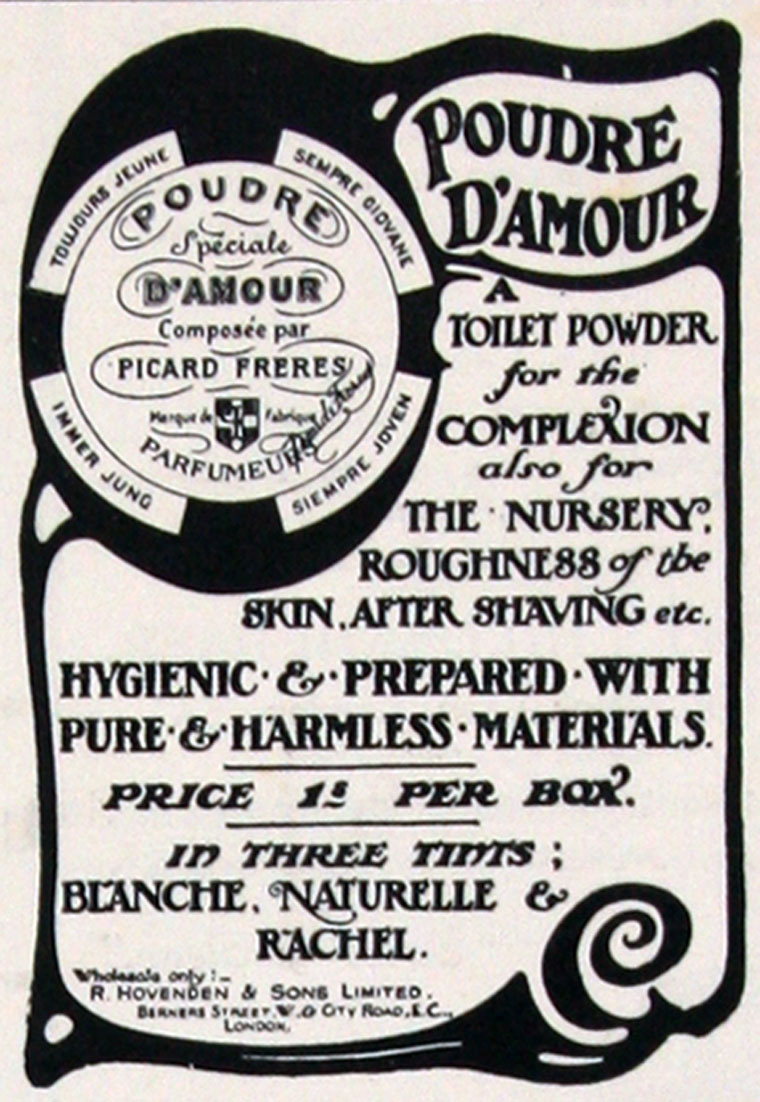 POUDRE
D'AMOUR
TOUJOURS JEUNE
SEMPRE GIOVANE
POUDRE
Spéciale
D'AMOUR
Composée par
PICARD FRERES
Marque de Fabrique
PARFUMEURS
IMMER JUNG
SIEMPRE JOVEN
A
TOILET POWDER
for the
COMPLEXION
also for
THE · NURSERY,
ROUGHNESS of the
SKIN, AFTER SHAVING etc.
HYGIENIC · & · PREPARED · WITH
PURE · & · HARMLESS · MATERIALS.
PRICE 1s PER BOX.
IN THREE TINTS ;
BLANCHE, NATURELLE &
RACHEL.
Wholesale only :-
R. HOVENDEN & SONS LIMITED.
BERNERS STREET, W. & CITY ROAD, E.C.,
LONDON.